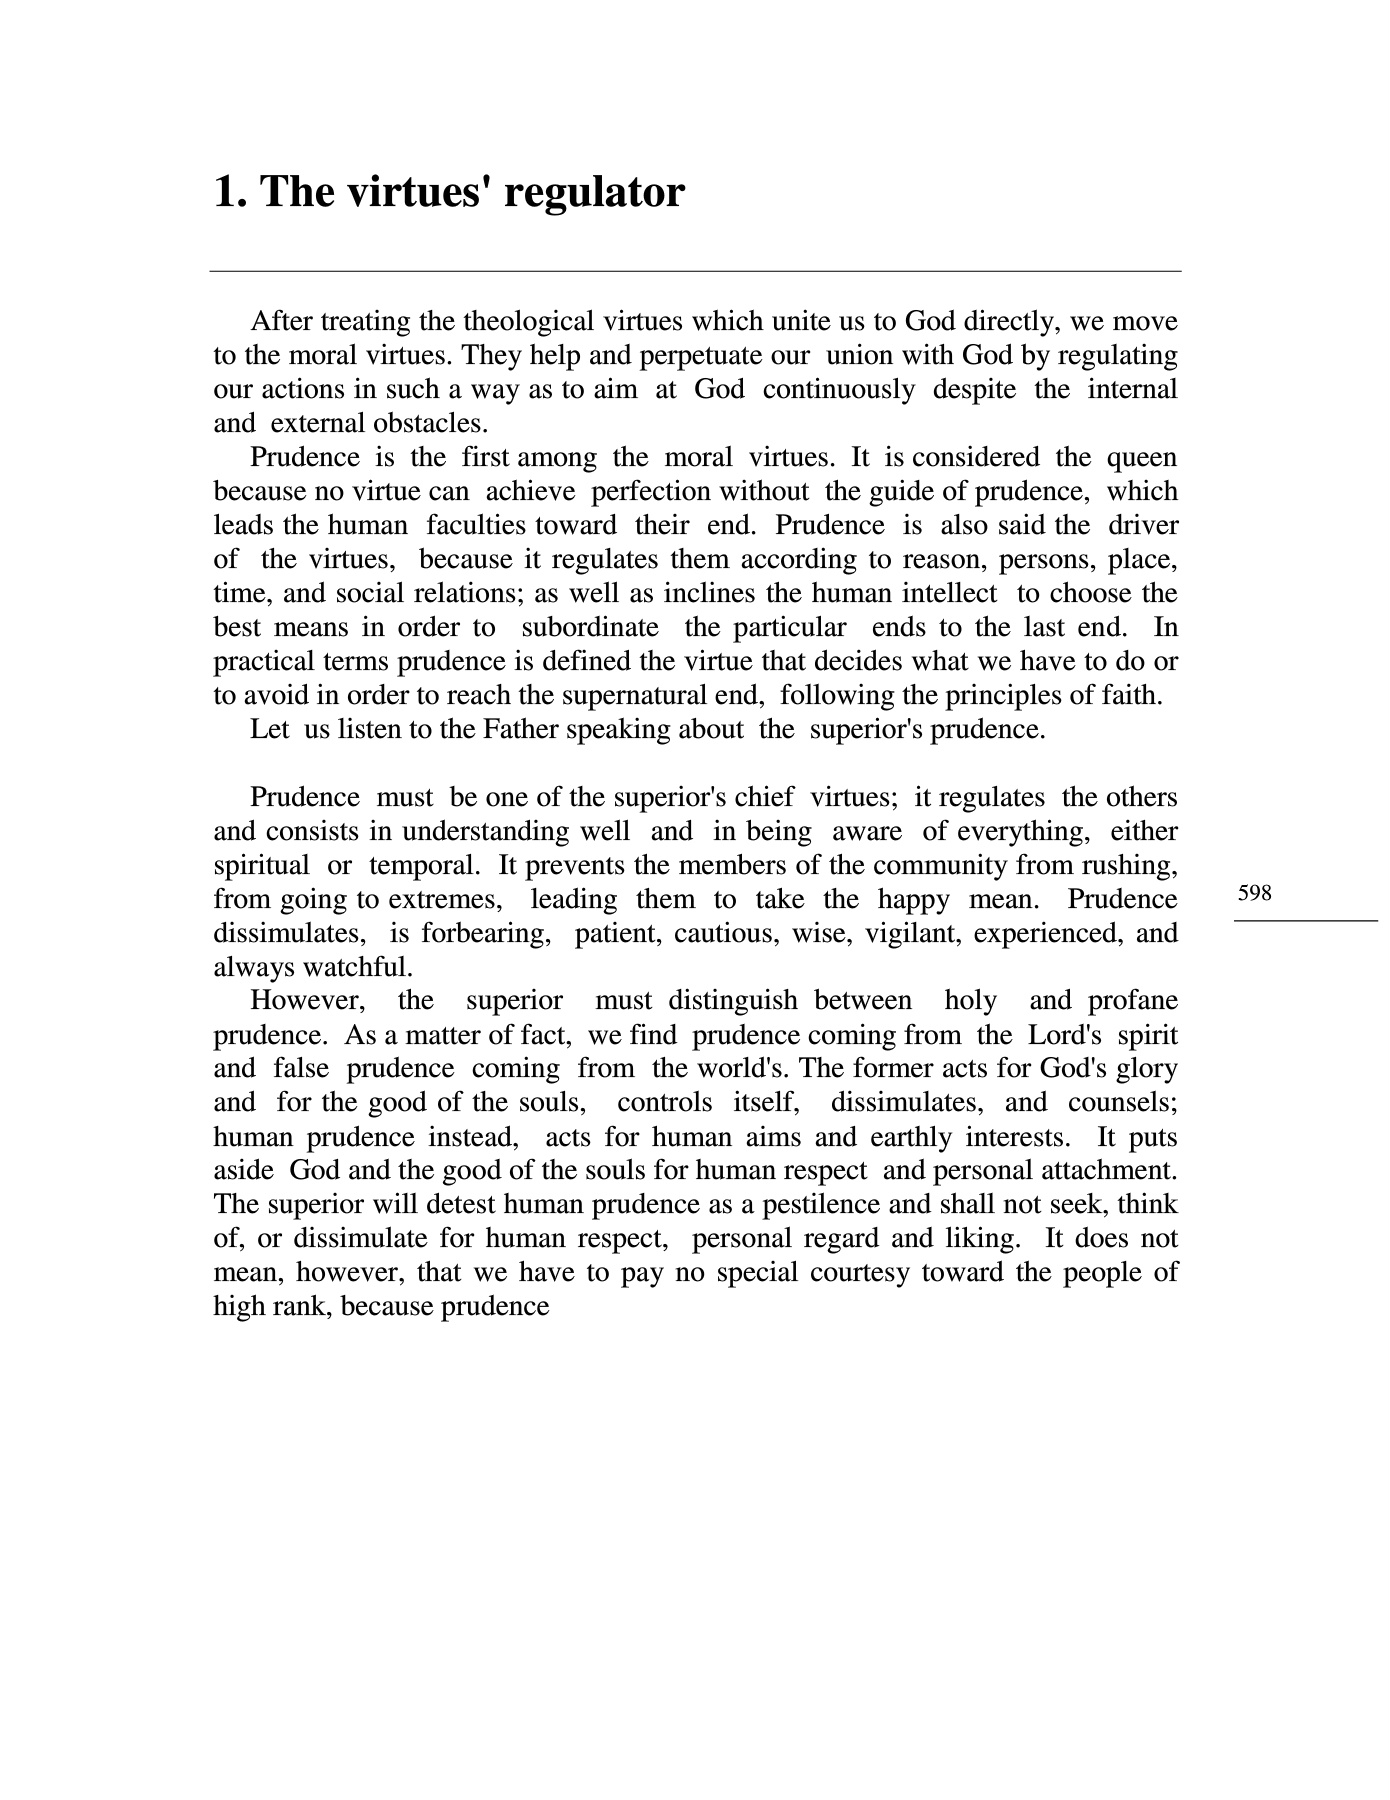 1. The virtues' regulator
After treating the theological virtues which unite us to God directly, we move
to the moral virtues. They help and perpetuate our union with God by regulating
our actions in such a way as to aim at God continuously despite the internal
and external obstacles.
Prudence is the first among the moral virtues. It is considered the queen
because no virtue can achieve perfection without the guide of prudence, which
leads the human faculties toward their end. Prudence is also said the driver
of the virtues, because it regulates them according to reason, persons, place,
time, and social relations; as well as inclines the human intellect to choose the
best means in order to subordinate the particular ends to the last end. In
practical terms prudence is defined the virtue that decides what we have to do or
to avoid in order to reach the supernatural end, following the principles of faith.
Let us listen to the Father speaking about the superior's prudence.
Prudence must be one of the superior's chief virtues; it regulates the others
and consists in understanding well and in being aware of everything, either
spiritual or temporal. It prevents the members of the community from rushing,
from going to extremes, leading them to take the happy mean. Prudence
dissimulates, is forbearing, patient, cautious, wise, vigilant, experienced, and
always watchful.
However, the superior must distinguish between holy and profane
prudence. As a matter of fact, we find prudence coming from the Lord's spirit
and false prudence coming from the world's. The former acts for God's glory
and for the good of the souls, controls itself, dissimulates, and counsels;
human prudence instead, acts for human aims and earthly interests. It puts
aside God and the good of the souls for human respect and personal attachment.
The superior will detest human prudence as a pestilence and shall not seek, think
of, or dissimulate for human respect, personal regard and liking. It does not
mean, however, that we have to pay no special courtesy toward the people of
high rank, because prudence
598